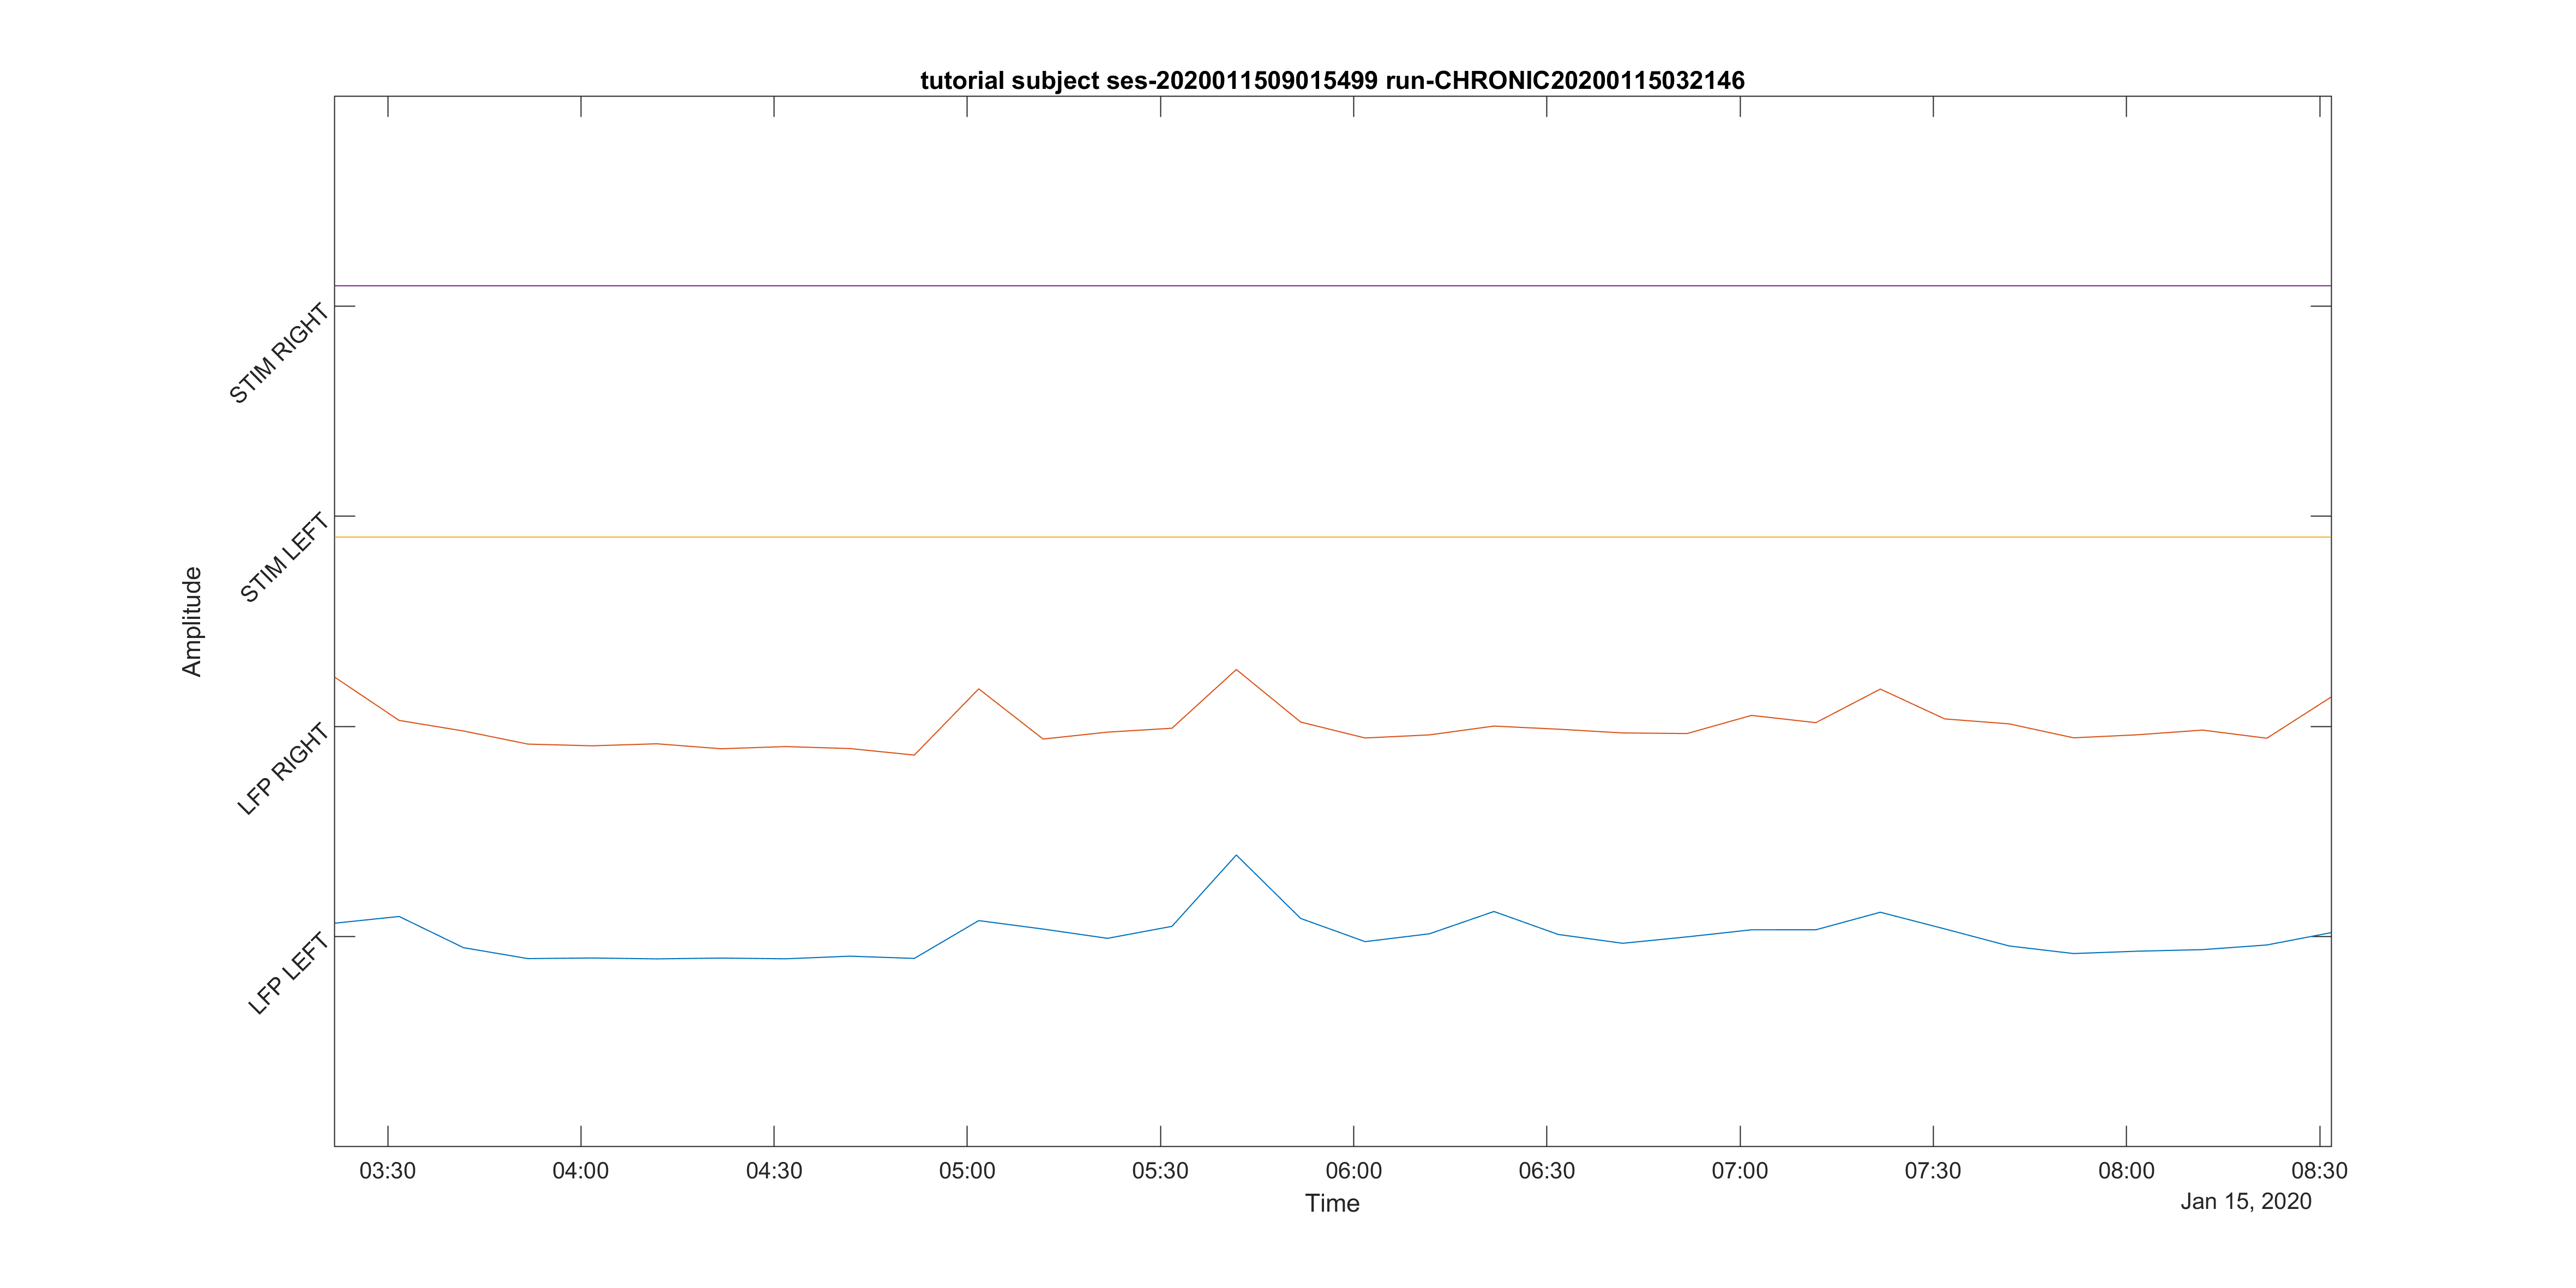 tutorial subject ses-2020011509015499 run-CHRONIC20200115032146
STIM RIGHT
STIM LEFT
Amplitude
LFP RIGHT
LFP LEFT
03:30 04:00 04:30 05:00 05:30 06:00 06:30 07:00 07:30 08:00 08:30
Time
Jan 15, 2020